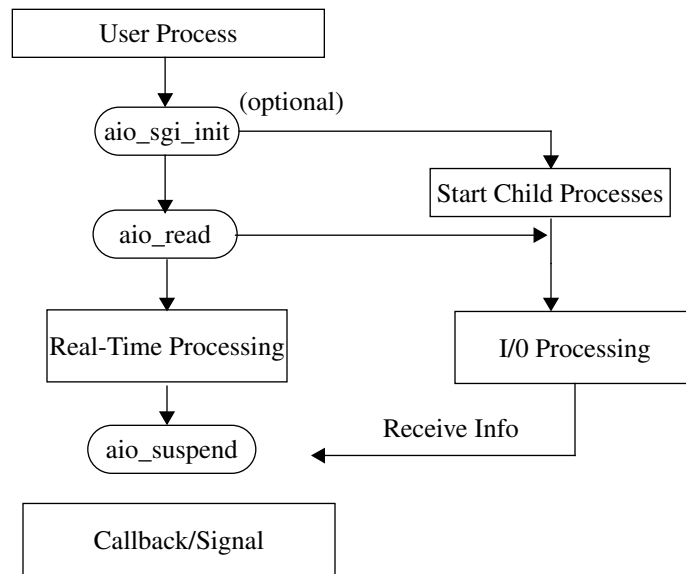 User Process
(optional)
aio_sgi_init
Start Child Processes
aio_read
Real-Time Processing
I/0 Processing
Receive Info
aio_suspend
Callback/Signal